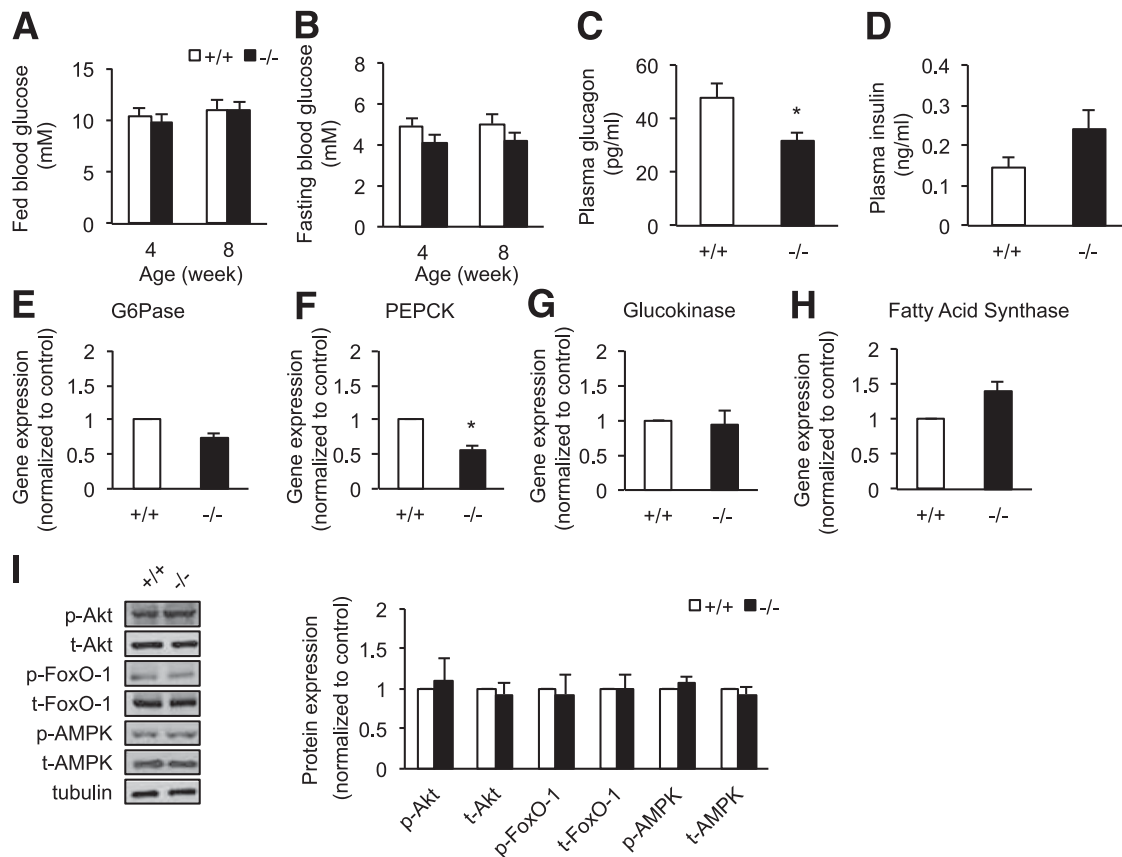 A
+/+ -/-
Fed blood glucose
(mM)
15
10
5
0
4 8
Age (week)
B
Fasting blood glucose
(mM)
8
6
4
2
0
4 8
Age (week)
C
Plasma glucagon
(pg/ml)
60
40
20
0
*
+/+ -/-
D
Plasma insulin
(ng/ml)
0.4
0.3
0.2
0.1
0
+/+ -/-
E
G6Pase
Gene expression
(normalized to control)
2
1.5
1
0.5
0
+/+ -/-
F
PEPCK
Gene expression
(normalized to control)
2
1.5
1
0.5
0
*
+/+ -/-
G
Glucokinase
Gene expression
(normalized to control)
2
1.5
1
0.5
0
+/+ -/-
H
Fatty Acid Synthase
Gene expression
(normalized to control)
2
1.5
1
0.5
0
+/+ -/-
I
+/+ -/-
p-Akt
t-Akt
p-FoxO-1
t-FoxO-1
p-AMPK
t-AMPK
tubulin
+/+ -/-
Protein expression
(normalized to control)
2
1.5
1
0.5
0
p-Akt
t-Akt
p-FoxO-1
t-FoxO-1
p-AMPK
t-AMPK